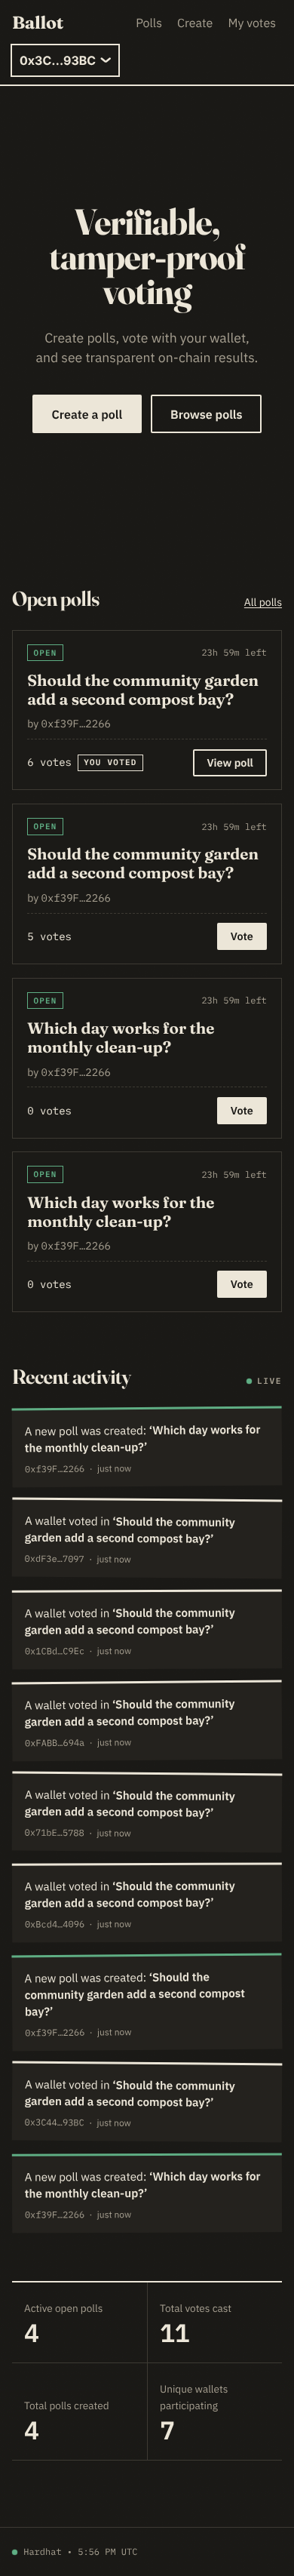 Ballot
Polls Create My votes
0x3C...93BC
Verifiable,
tamper-proof
voting
Create polls, vote with your wallet,
and see transparent on-chain results.
Create a poll Browse polls
Open polls
All polls
OPEN 23h 59m left
Should the community garden
add a second compost bay?
by 0xf39F…2266
6 votes YOU VOTED View poll
OPEN 23h 59m left
Should the community garden
add a second compost bay?
by 0xf39F…2266
5 votes Vote
OPEN 23h 59m left
Which day works for the
monthly clean-up?
by 0xf39F…2266
0 votes Vote
OPEN 23h 59m left
Which day works for the
monthly clean-up?
by 0xf39F…2266
0 votes Vote
Recent activity
LIVE
A new poll was created: ‘Which day works for
the monthly clean-up?’
0xf39F…2266 · just now
A wallet voted in ‘Should the community
garden add a second compost bay?’
0xdF3e…7097 · just now
A wallet voted in ‘Should the community
garden add a second compost bay?’
0x1CBd…C9Ec · just now
A wallet voted in ‘Should the community
garden add a second compost bay?’
0xFABB…694a · just now
A wallet voted in ‘Should the community
garden add a second compost bay?’
0x71bE…5788 · just now
A wallet voted in ‘Should the community
garden add a second compost bay?’
0xBcd4…4096 · just now
A new poll was created: ‘Should the
community garden add a second compost
bay?’
0xf39F…2266 · just now
A wallet voted in ‘Should the community
garden add a second compost bay?’
0x3C44…93BC · just now
A new poll was created: ‘Which day works for
the monthly clean-up?’
0xf39F…2266 · just now
Active open polls
4
Total votes cast
11
Total polls created
4
Unique wallets
participating
7
Hardhat • 5:56 PM UTC